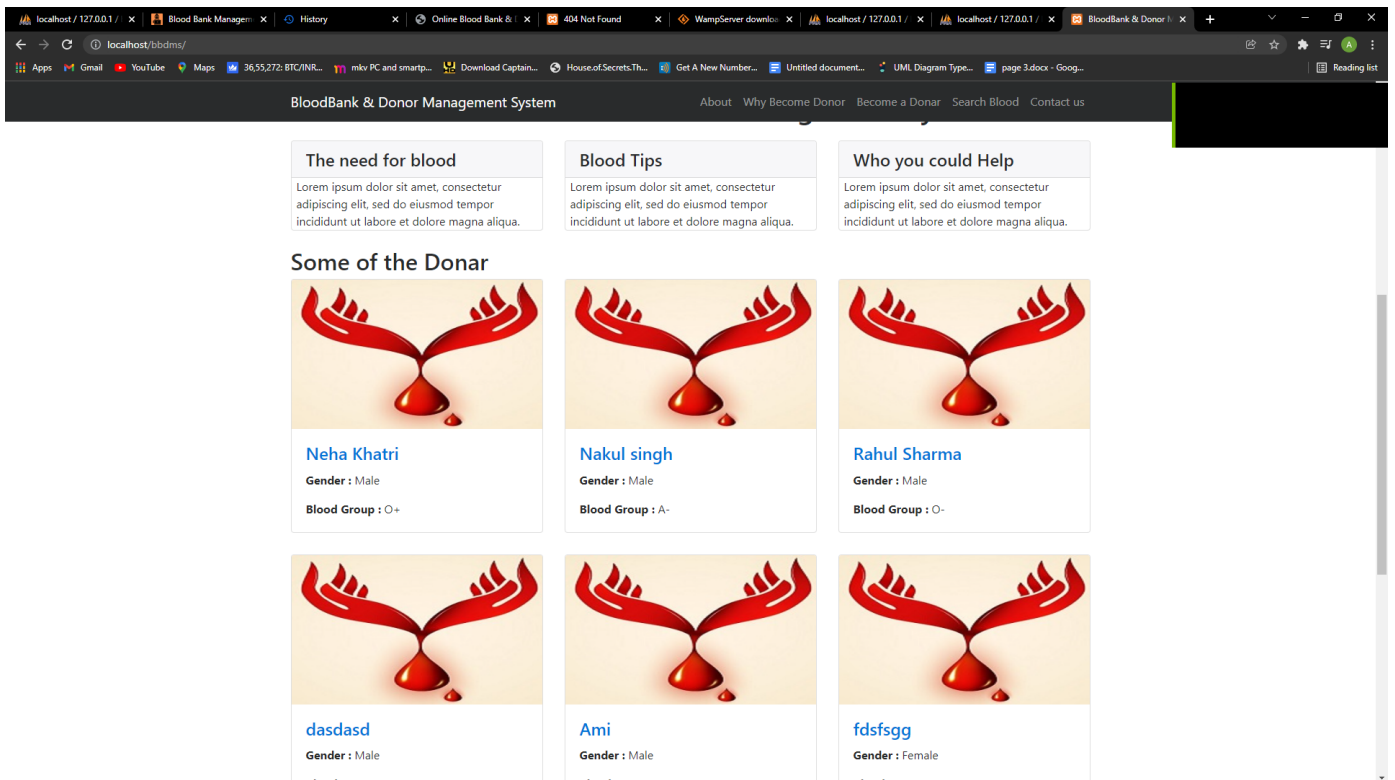 localhost / 127.0.0.1 /
Blood Bank Managem
History
Online Blood Bank &
404 Not Found
WampServer downloa
localhost / 127.0.0.1 /
localhost / 127.0.0.1 /
BloodBank & Donor M
localhost/bbdms/
A
Apps
Gmail
YouTube
Maps
36,55,272: BTC/INR...
mkv PC and smartp...
Download Captain...
House.of.Secrets.Th...
Get A New Number...
Untitled document...
UML Diagram Type...
page 3.docx - Goog...
Reading list
BloodBank & Donor Management System
About Why Become Donor Become a Donar Search Blood Contact us
The need for blood
Lorem ipsum dolor sit amet, consectetur
adipiscing elit, sed do eiusmod tempor
incididunt ut labore et dolore magna aliqua.
Blood Tips
Lorem ipsum dolor sit amet, consectetur
adipiscing elit, sed do eiusmod tempor
incididunt ut labore et dolore magna aliqua.
Who you could Help
Lorem ipsum dolor sit amet, consectetur
adipiscing elit, sed do eiusmod tempor
incididunt ut labore et dolore magna aliqua.
Some of the Donar
Neha Khatri
Gender : Male
Blood Group : O+
Nakul singh
Gender : Male
Blood Group : A-
Rahul Sharma
Gender : Male
Blood Group : O-
dasdasd
Gender : Male
Ami
Gender : Male
fdsfsgg
Gender : Female